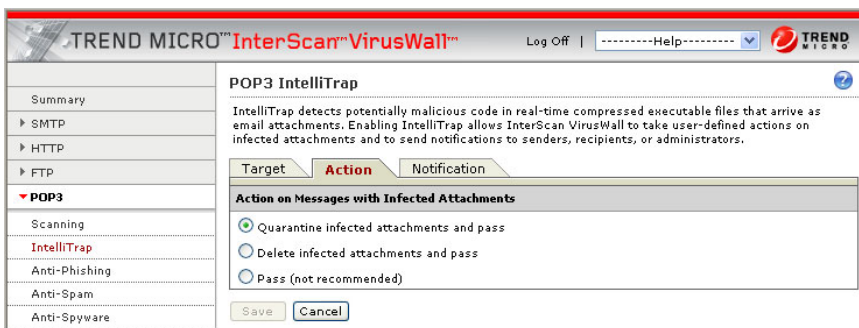 TREND MICRO™ InterScan™ VirusWall™
Log Off | ---------Help---------
TREND MICRO
Summary
SMTP
HTTP
FTP
POP3
Scanning
IntelliTrap
Anti-Phishing
Anti-Spam
Anti-Spyware
POP3 IntelliTrap
IntelliTrap detects potentially malicious code in real-time compressed executable files that arrive as
email attachments. Enabling IntelliTrap allows InterScan VirusWall to take user-defined actions on
infected attachments and to send notifications to senders, recipients, or administrators.
Target Action Notification
Action on Messages with Infected Attachments
Quarantine infected attachments and pass
Delete infected attachments and pass
Pass (not recommended)
Save Cancel